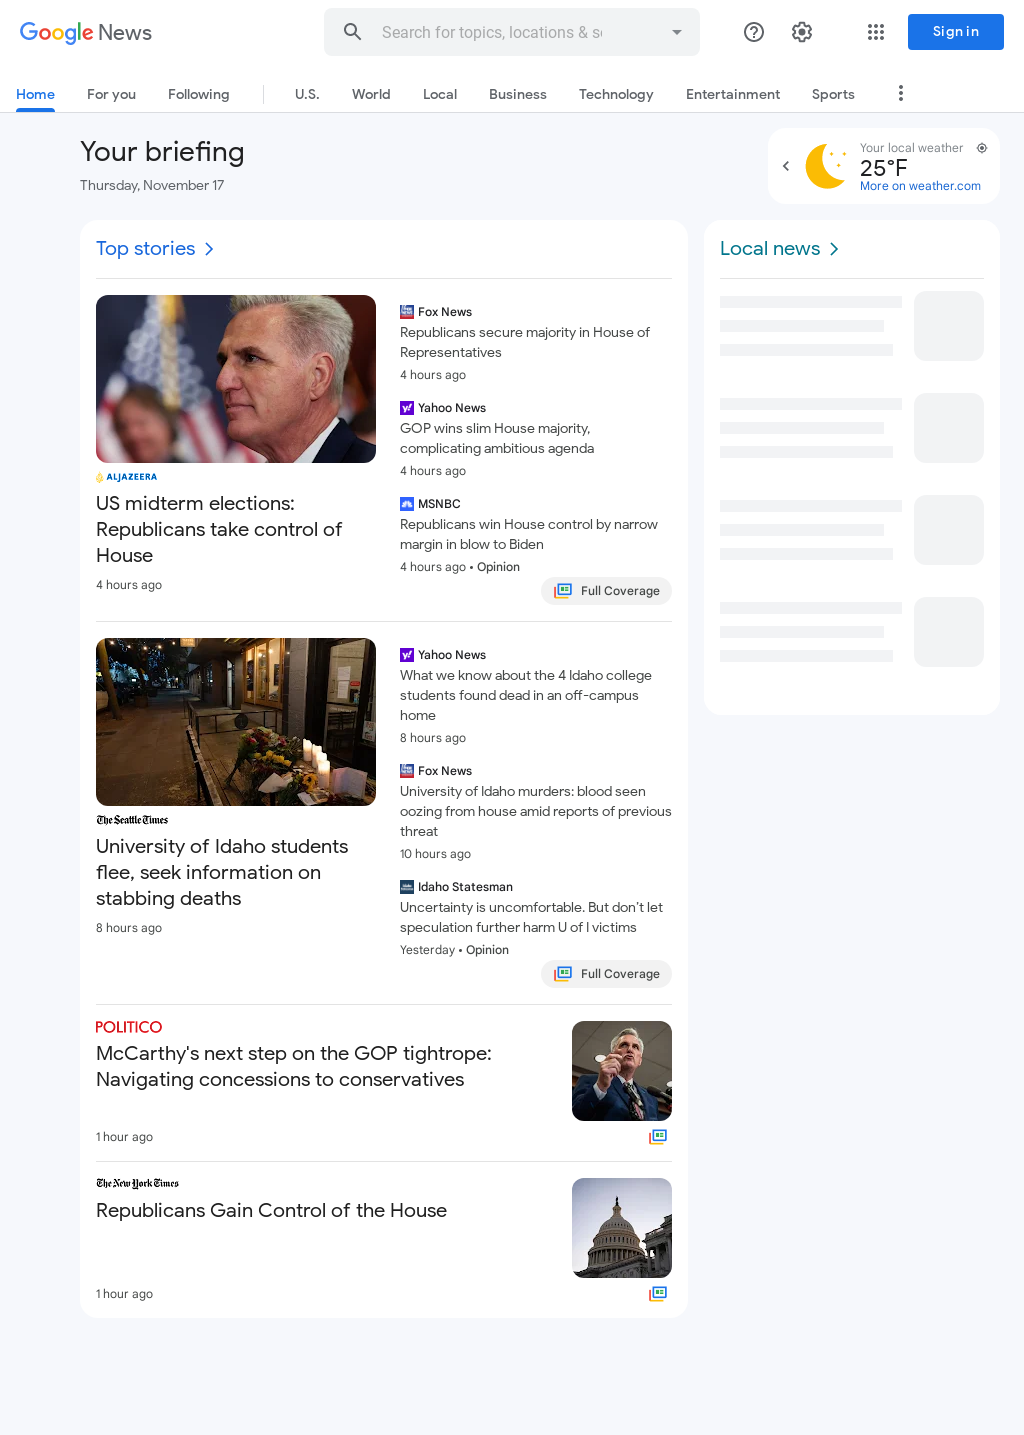 Google News
Search for topics, locations & so
Sign in
Home
For you
Following
U.S.
World
Local
Business
Technology
Entertainment
Sports
Your briefing
Thursday, November 17
Your local weather
25°F
More on weather.com
Top stories
ALJAZEERA
US midterm elections:
Republicans take control of
House
4 hours ago
Fox News
Republicans secure majority in House of
Representatives
4 hours ago
Yahoo News
GOP wins slim House majority,
complicating ambitious agenda
4 hours ago
MSNBC
Republicans win House control by narrow
margin in blow to Biden
4 hours ago • Opinion
Full Coverage
The Seattle Times
University of Idaho students
flee, seek information on
stabbing deaths
8 hours ago
Yahoo News
What we know about the 4 Idaho college
students found dead in an off-campus
home
8 hours ago
Fox News
University of Idaho murders: blood seen
oozing from house amid reports of previous
threat
10 hours ago
Idaho Statesman
Uncertainty is uncomfortable. But don't let
speculation further harm U of I victims
Yesterday • Opinion
Full Coverage
POLITICO
McCarthy's next step on the GOP tightrope:
Navigating concessions to conservatives
1 hour ago
The New York Times
Republicans Gain Control of the House
1 hour ago
Local news